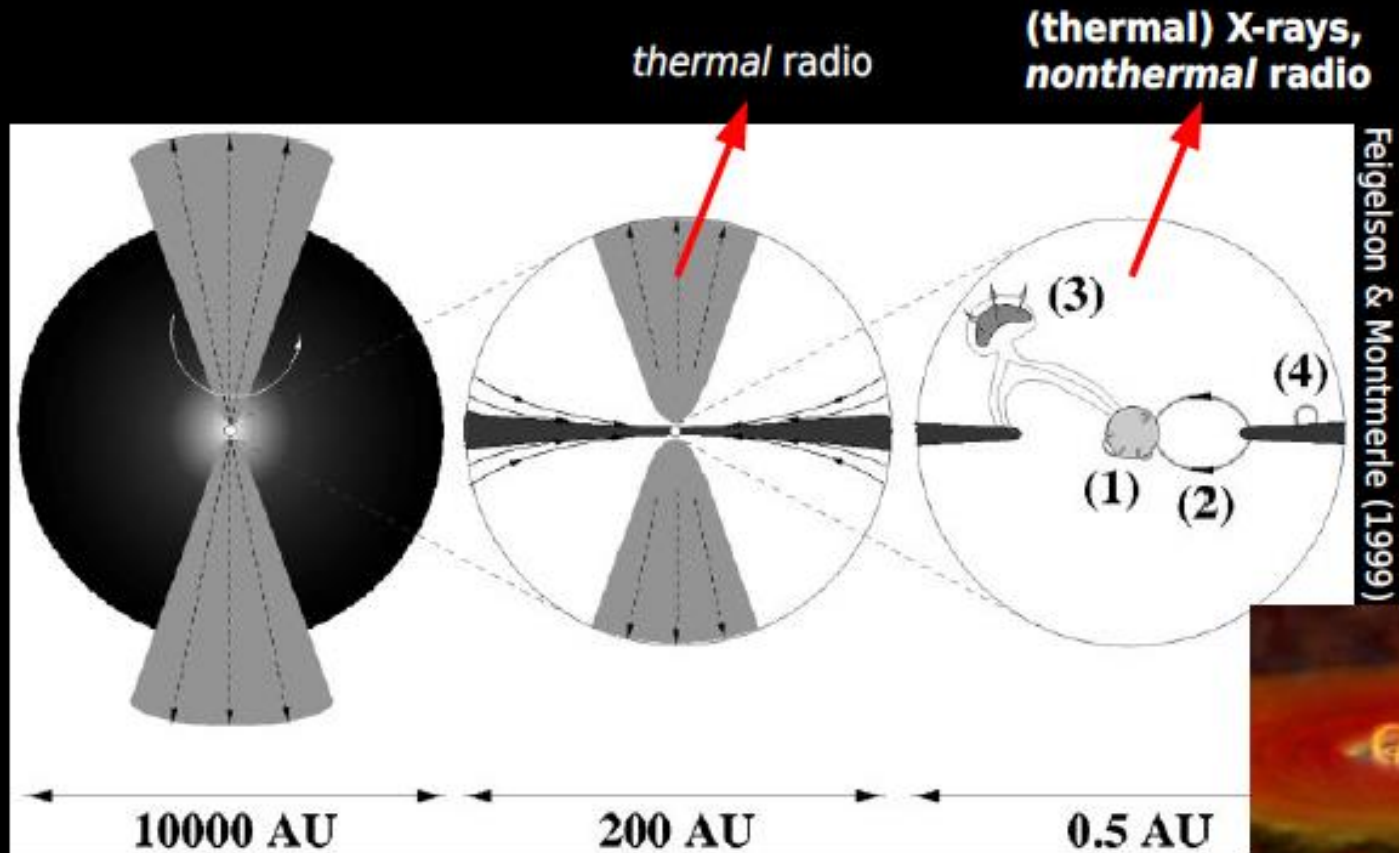 thermal radio
(thermal) X-rays,
nonthermal radio
Feigelson & Montmerle (1999)
(3)
(4)
(1)
(2)
10000 AU
200 AU
0.5 AU